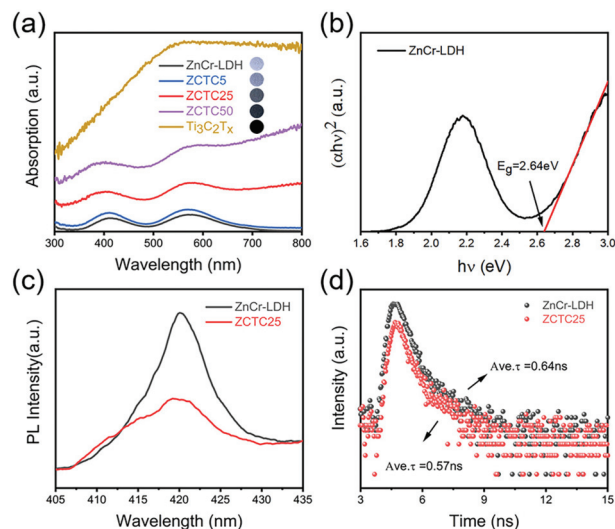 (a)
Absorption (a.u.)
ZnCr-LDH
ZCTC5
ZCTC25
ZCTC50
Ti₃C₂Tₓ
300 400 500 600 700 800
Wavelength (nm)
(b)
(αhν)² (a.u.)
ZnCr-LDH
E₉=2.64eV
1.6 1.8 2.0 2.2 2.4 2.6 2.8 3.0
hν (eV)
(c)
PL Intensity(a.u.)
ZnCr-LDH
ZCTC25
405 410 415 420 425 430 435
Wavelength (nm)
(d)
Intensity (a.u.)
ZnCr-LDH
ZCTC25
Ave.τ =0.64ns
Ave.τ =0.57ns
3 6 9 12 15
Time (ns)